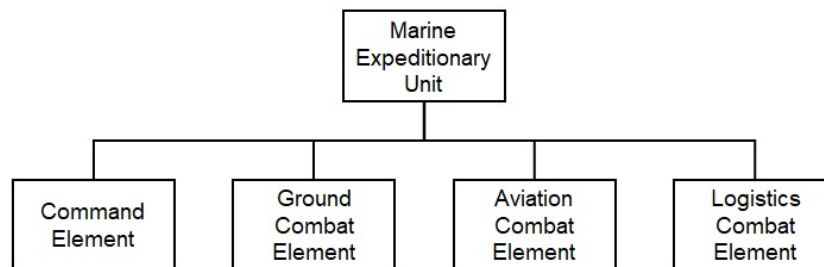 Marine
Expeditionary
Unit
Command
Element
Ground
Combat
Element
Aviation
Combat
Element
Logistics
Combat
Element